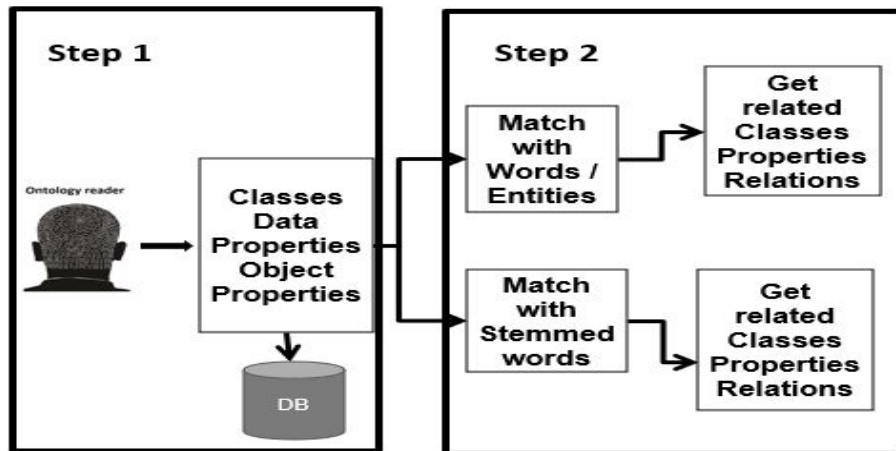 Step 1
Ontology reader
Classes
Data
Properties
Object
Properties
DB
Step 2
Match
with
Words /
Entities
Get
related
Classes
Properties
Relations
Match
with
Stemmed
words
Get
related
Classes
Properties
Relations